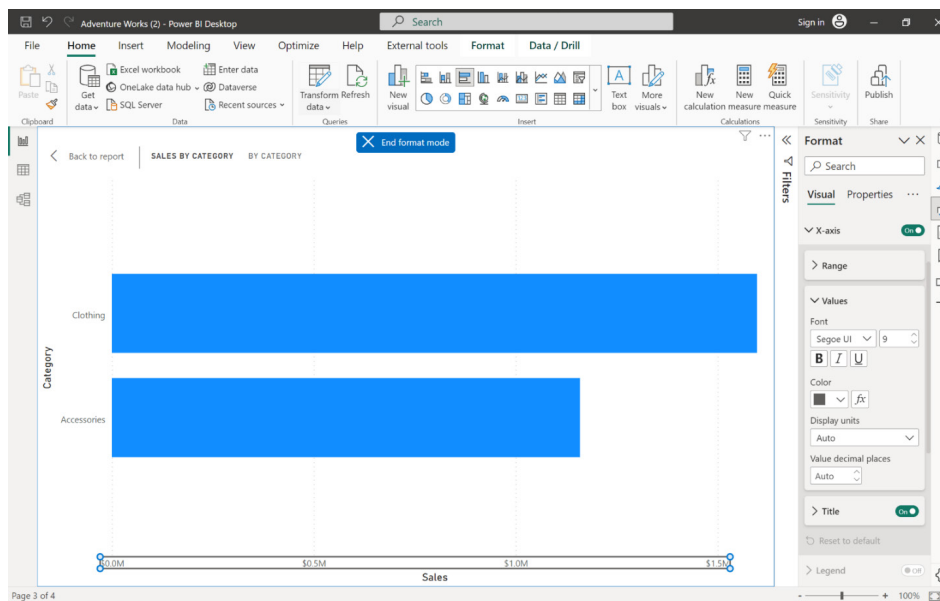 Adventure Works (2) - Power BI Desktop
Search
Sign in
File
Home
Insert
Modeling
View
Optimize
Help
External tools
Format
Data / Drill
Paste
Clipboard
Get
data
Excel workbook
OneLake data hub
SQL Server
Enter data
Dataverse
Recent sources
Data
Transform
data
Refresh
Queries
New
visual
A
Text
box
More
visuals
Insert
New
calculation
New
measure
Quick
measure
Calculations
Sensitivity
Sensitivity
Publish
Share
Back to report
SALES BY CATEGORY
BY CATEGORY
End format mode
Category
Clothing
Accessories
$0.0M
$0.5M
$1.0M
$1.5M
Sales
Filters
Format
Search
Visual
Properties
X-axis
On
Range
Values
Font
Segoe UI
9
B I U
Color
fx
Display units
Auto
Value decimal places
Auto
Title
On
Reset to default
Legend
Off
Page 3 of 4
- + 100%